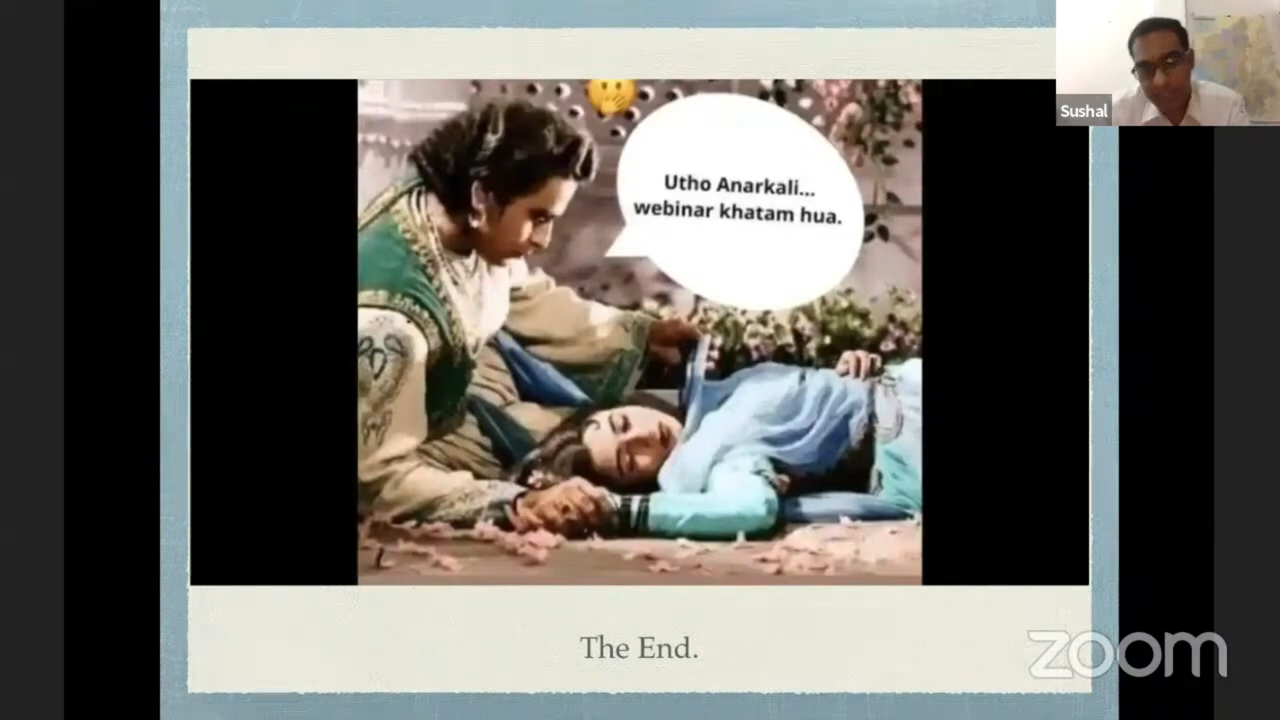 Sushal
Utho Anarkali...
webinar khatam hua.
The End.
zoom